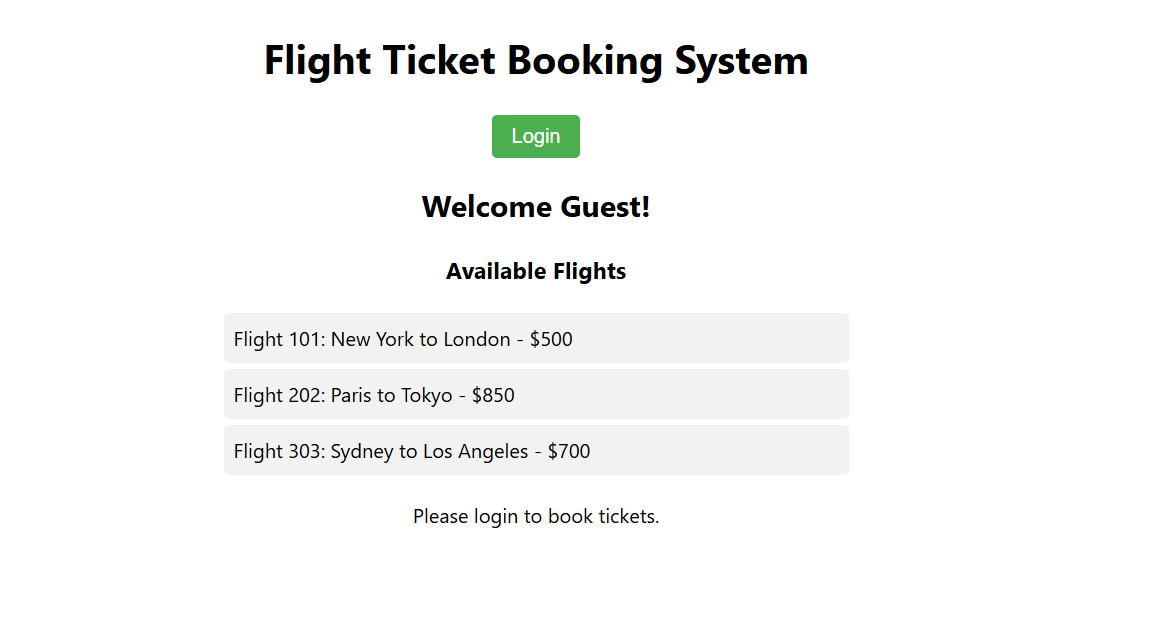 Flight Ticket Booking System
Login
Welcome Guest!
Available Flights
Flight 101: New York to London - $500
Flight 202: Paris to Tokyo - $850
Flight 303: Sydney to Los Angeles - $700
Please login to book tickets.